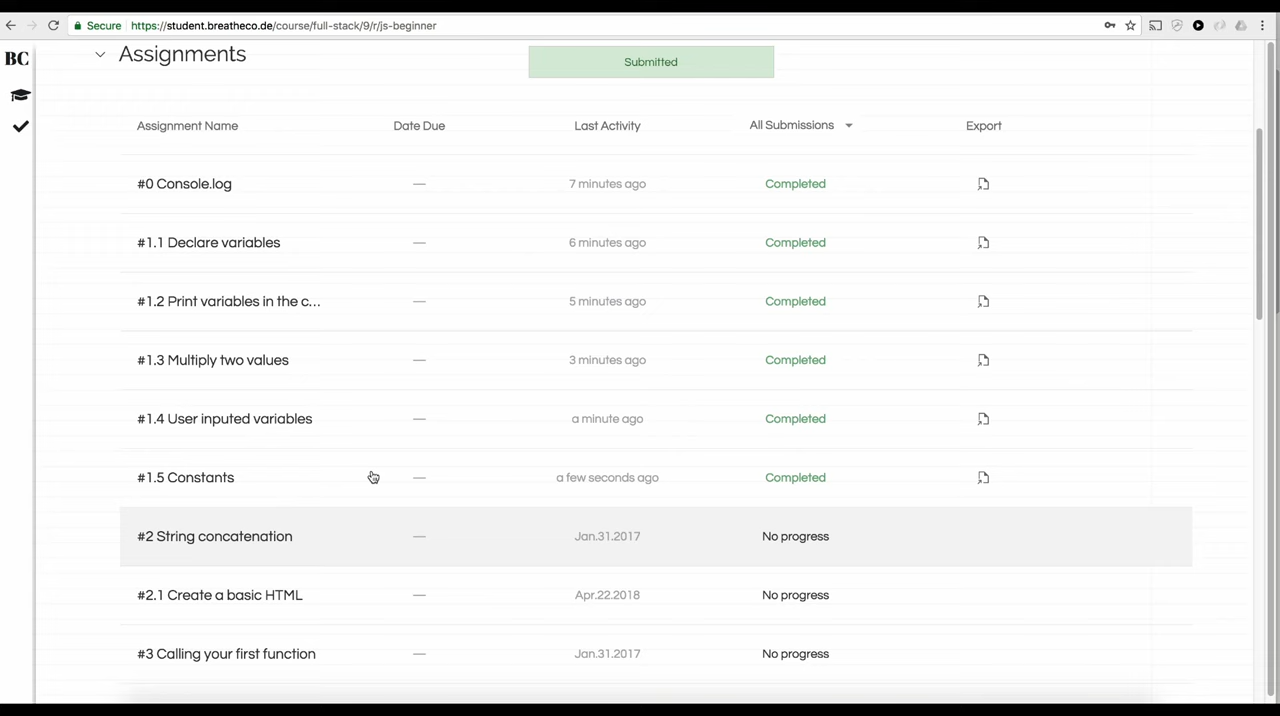 Secure https://student.breatheco.de/course/full-stack/9/r/js-beginner
BC
Assignments
Submitted
Assignment Name Date Due Last Activity All Submissions Export
#0 Console.log — 7 minutes ago Completed
#1.1 Declare variables — 6 minutes ago Completed
#1.2 Print variables in the c... — 5 minutes ago Completed
#1.3 Multiply two values — 3 minutes ago Completed
#1.4 User inputed variables — a minute ago Completed
#1.5 Constants — a few seconds ago Completed
#2 String concatenation — Jan.31.2017 No progress
#2.1 Create a basic HTML — Apr.22.2018 No progress
#3 Calling your first function — Jan.31.2017 No progress